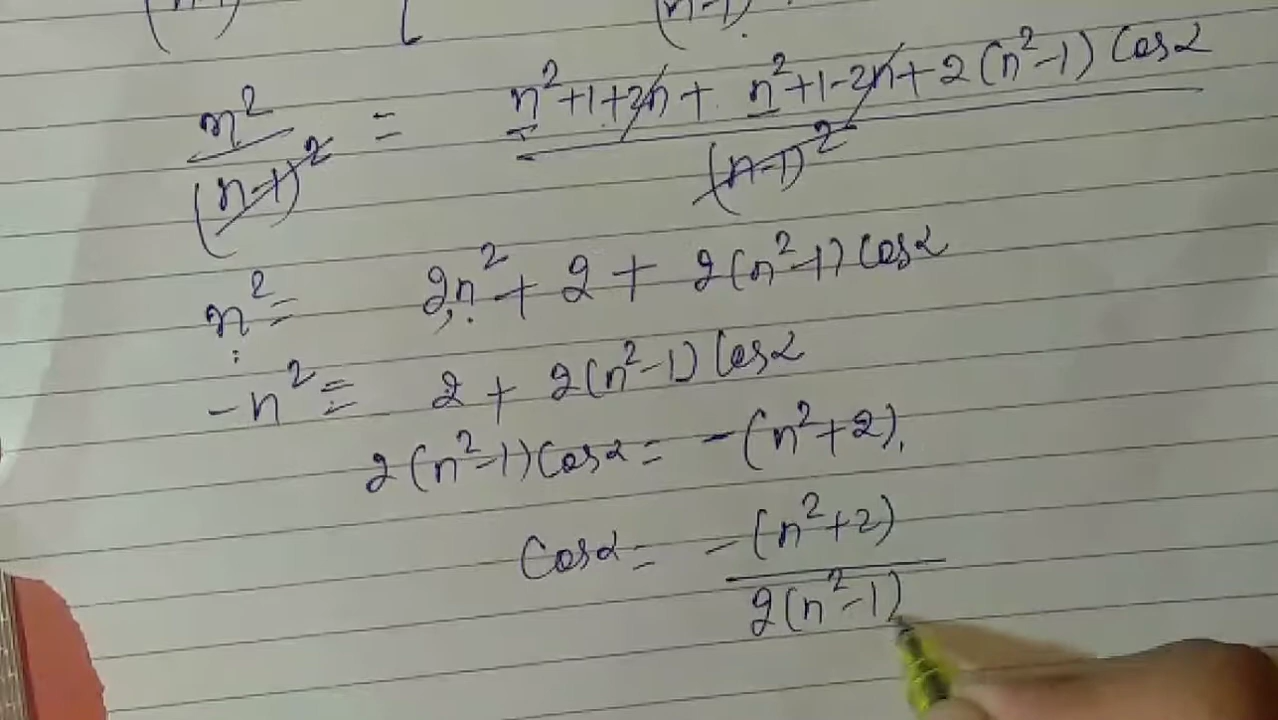 (n-1)
n² / (n-1)² = n²+1+2n + n²+1-2n+2(n²-1) Cosα / (n-1)²
n² = 2n² + 2 + 2(n²-1) Cosα
-n² = 2 + 2(n²-1) Cosα
2(n²-1) Cosα = -(n²+2).
Cosα = -(n²+2) / 2(n²-1)